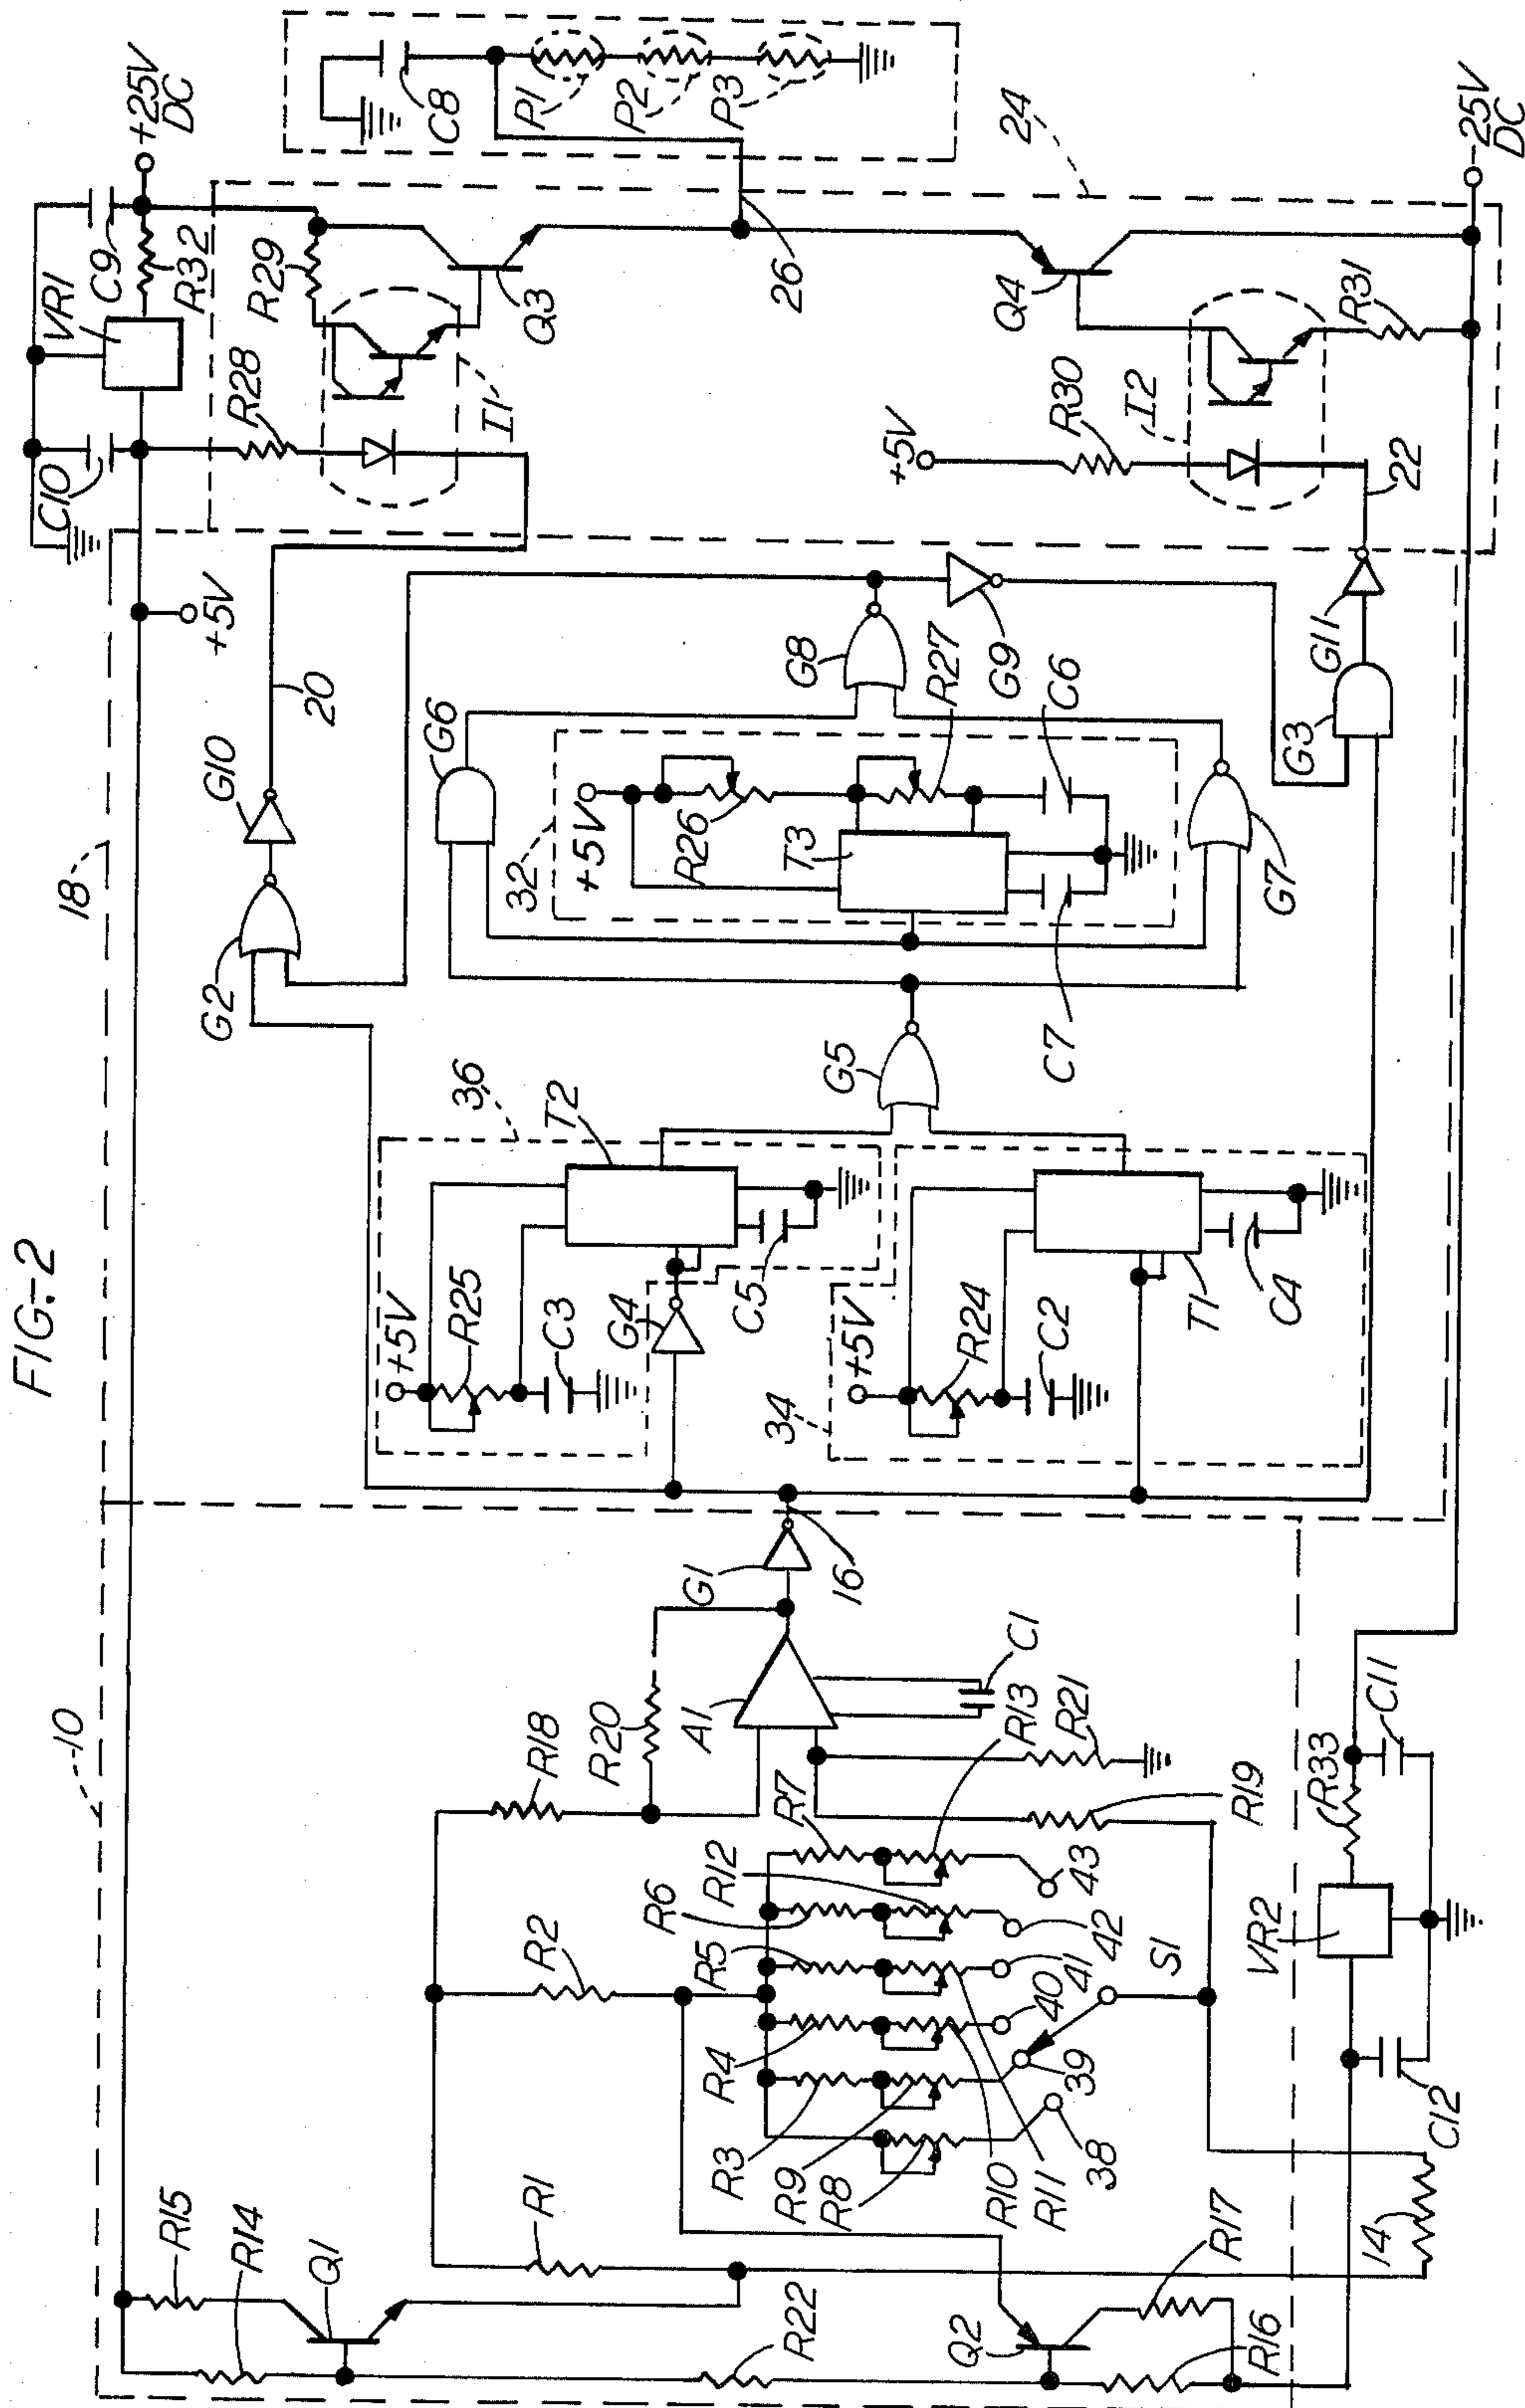 FIG-2
10
18
+25V
DC
C9
R32
VR1
C10
+5V
R29
R28
I1
Q3
26
24
C8
P1
P2
P3
-25V
DC
Q4
R31
I2
R30
+5V
22
20
G10
G2
G6
32
+5V
R26
T3
R27
C6
C7
G7
G8
G9
G3
G11
36
T2
+5V
R25
C3
G4
C5
G5
34
+5V
R24
C2
T1
C4
G1
16
A1
C1
R20
R18
R21
R13
R19
R7
R12
R6
R5
R2
R4
R3
R9
R8
R10
R11
38
39
40
41
42
43
S1
R1
R15
R14
Q1
R22
Q2
R17
R16
14
VR2
R33
C11
C12